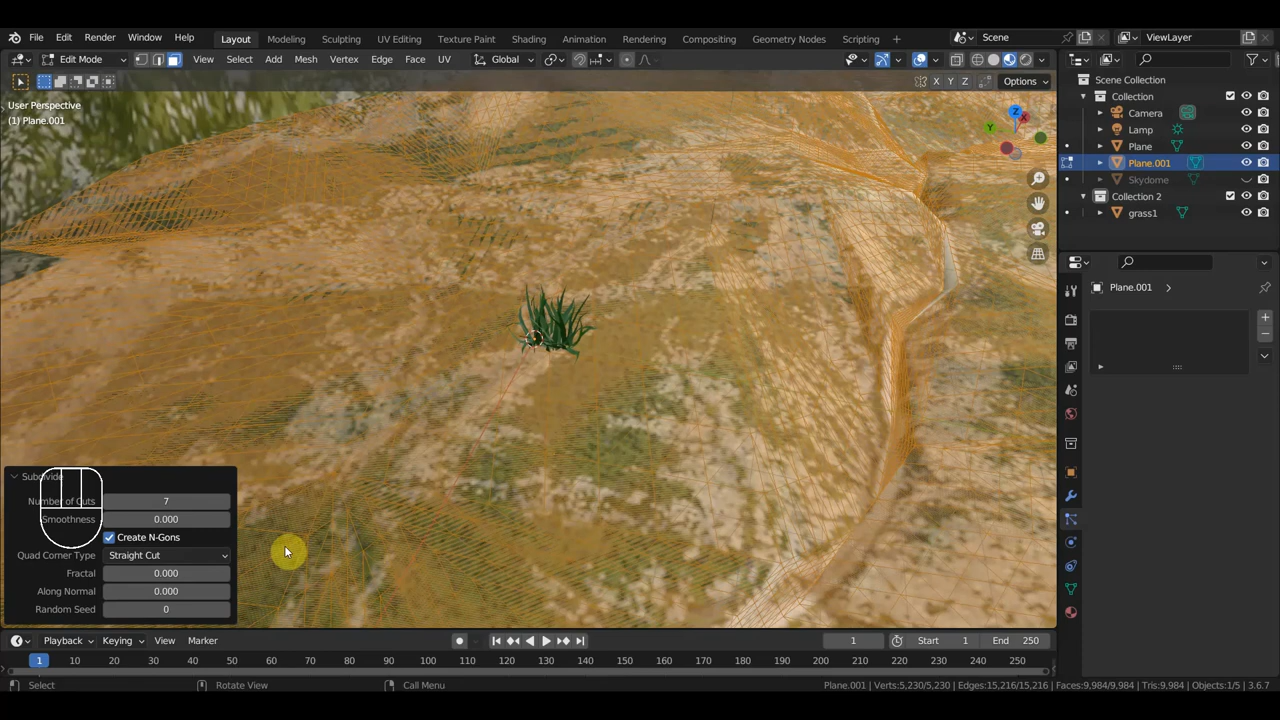 File Edit Render Window Help Layout Modeling Sculpting UV Editing Texture Paint Shading Animation Rendering Compositing Geometry Nodes Scripting + Scene ViewLayer
Edit Mode View Select Add Mesh Vertex Edge Face UV Global
X Y Z Options
User Perspective
(1) Plane.001
Z
X
Y
Scene Collection
Collection
Camera
Lamp
Plane
Plane.001
Skydome
Collection 2
grass1
Plane.001
Subdivide
Number of Cuts 7
Smoothness 0.000
Create N-Gons
Quad Corner Type Straight Cut
Fractal 0.000
Along Normal 0.000
Random Seed 0
Playback Keying View Marker 1 Start 1 End 250
1 10 20 30 40 50 60 70 80 90 100 110 120 130 140 150 160 170 180 190 200 210 220 230 240 250
Select Rotate View Call Menu Plane.001 | Verts:5,230/5,230 | Edges:15,216/15,216 | Faces:9,984/9,984 | Tris:9,984 | Objects:1/5 | 3.6.7